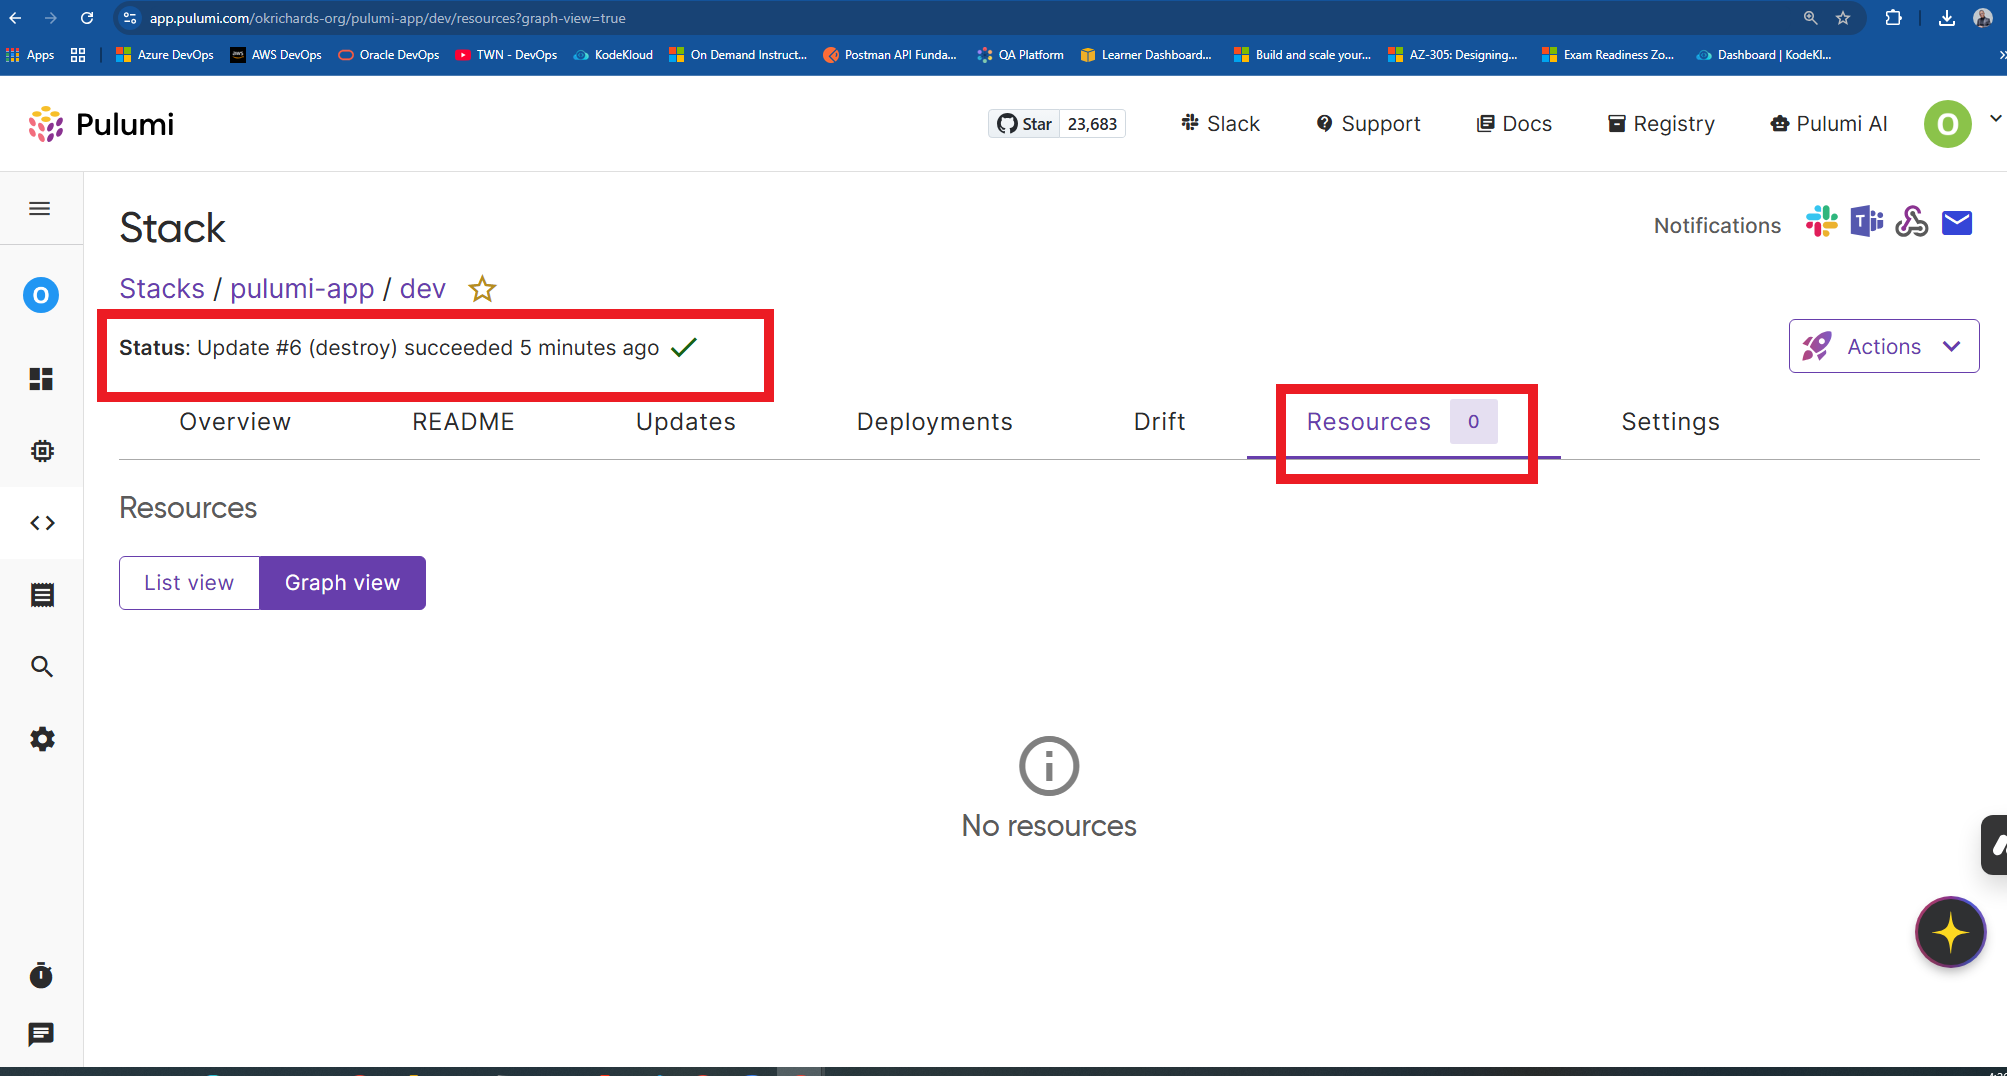 app.pulumi.com/okrichards-org/pulumi-app/dev/resources?graph-view=true
Apps Azure DevOps aws AWS DevOps Oracle DevOps TWN - DevOps KodeKloud On Demand Instruct... Postman API Funda... QA Platform Learner Dashboard... Build and scale your... AZ-305: Designing... Exam Readiness Zo... Dashboard | KodeKl... »
Pulumi Star 23,683 Slack Support Docs Registry Pulumi AI O
Stack
Notifications
O
Stacks / pulumi-app / dev
Status: Update #6 (destroy) succeeded 5 minutes ago
Actions
Overview README Updates Deployments Drift Resources 0 Settings
Resources
List view Graph view
No resources